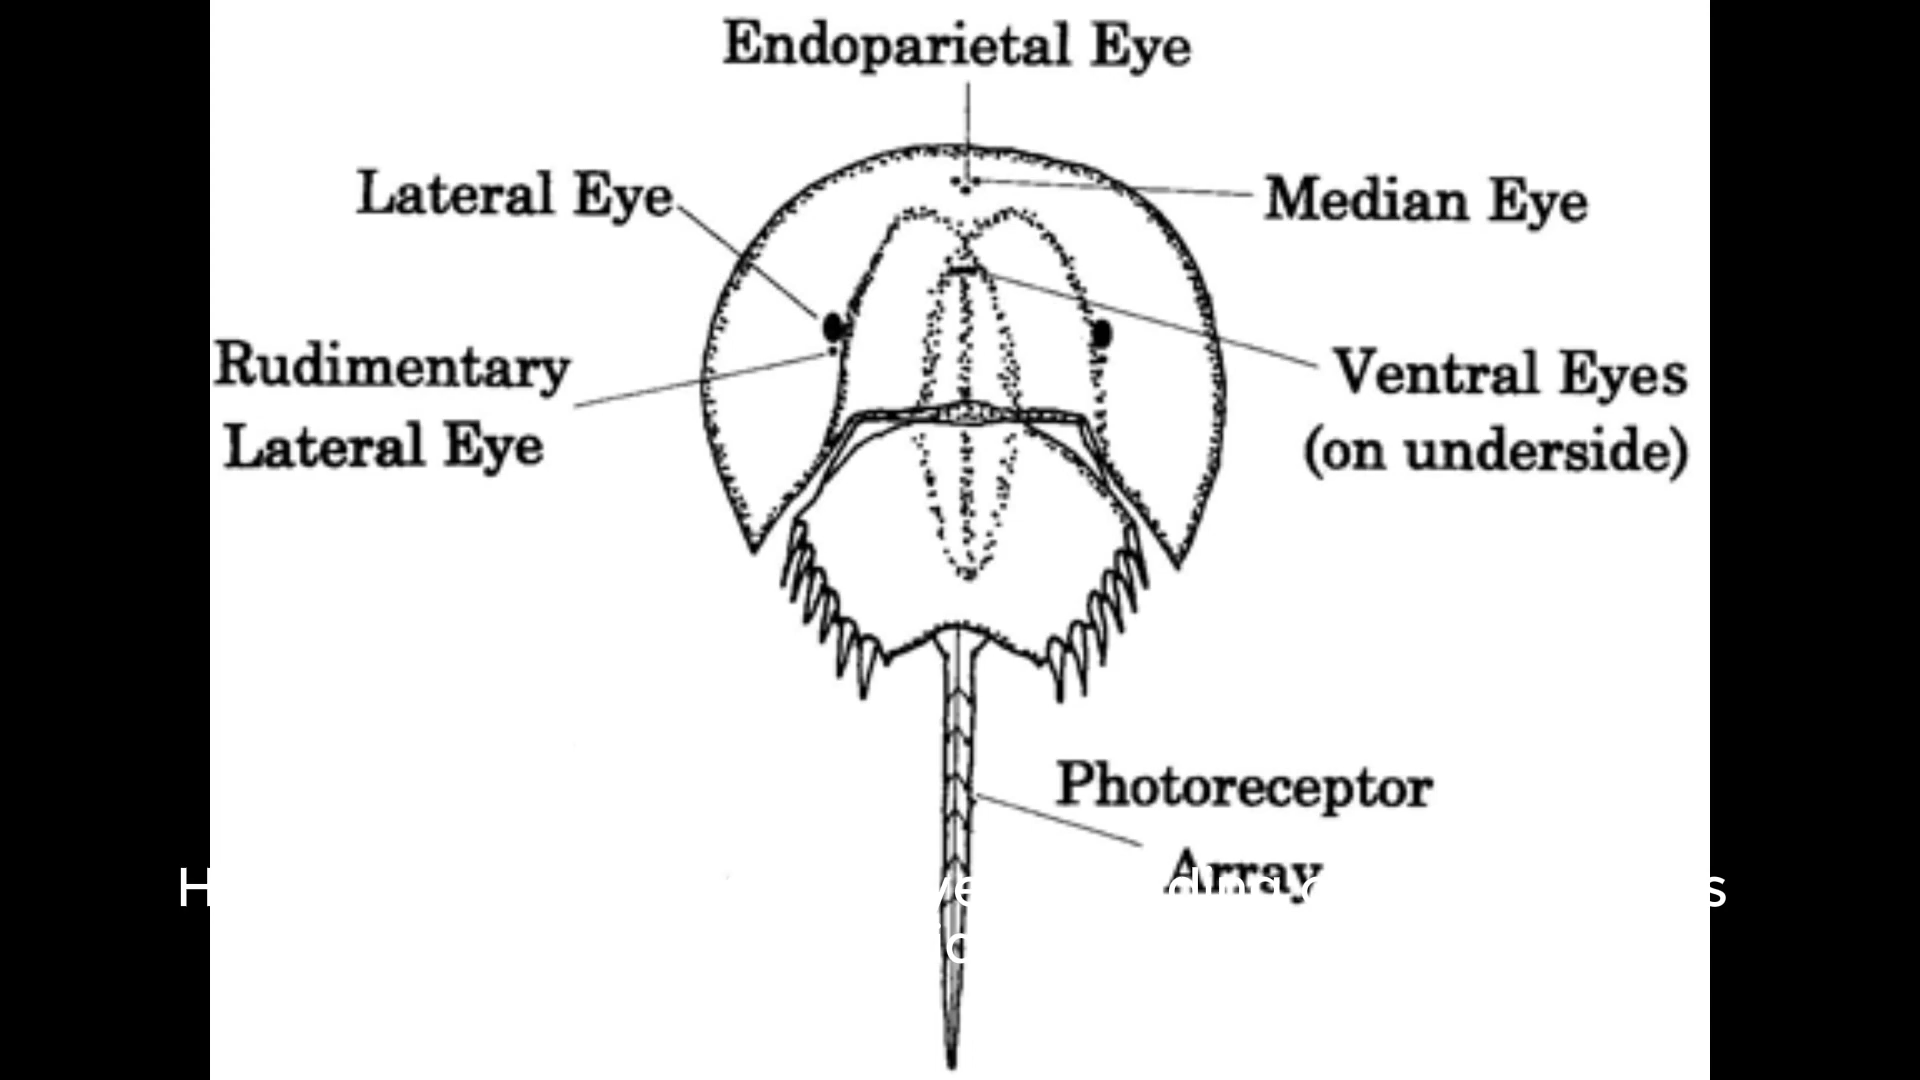 Endoparietal Eye
Lateral Eye
Median Eye
Rudimentary
Lateral Eye
Ventral Eyes
(on underside)
Photoreceptor
Array